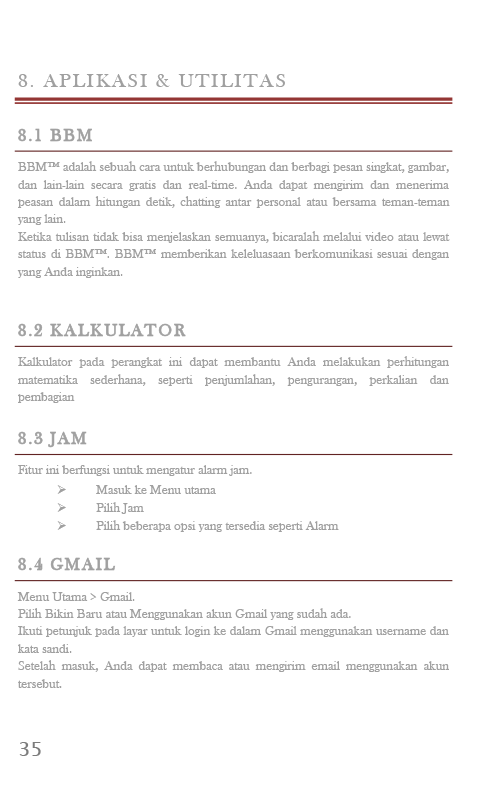 8. APLIKASI & UTILITAS
8.1 BBM
BBM™ adalah sebuah cara untuk berhubungan dan berbagi pesan singkat, gambar,
dan lain-lain secara gratis dan real-time. Anda dapat mengirim dan menerima
peasan dalam hitungan detik, chatting antar personal atau bersama teman-teman
yang lain.
Ketika tulisan tidak bisa menjelaskan semuanya, bicaralah melalui video atau lewat
status di BBM™. BBM™ memberikan keleluasaan berkomunikasi sesuai dengan
yang Anda inginkan.
8.2 KALKULATOR
Kalkulator pada perangkat ini dapat membantu Anda melakukan perhitungan
matematika sederhana, seperti penjumlahan, pengurangan, perkalian dan
pembagian
8.3 JAM
Fitur ini berfungsi untuk mengatur alarm jam.
➢ Masuk ke Menu utama
➢ Pilih Jam
➢ Pilih beberapa opsi yang tersedia seperti Alarm
8.4 GMAIL
Menu Utama > Gmail.
Pilih Bikin Baru atau Menggunakan akun Gmail yang sudah ada.
Ikuti petunjuk pada layar untuk login ke dalam Gmail menggunakan username dan
kata sandi.
Setelah masuk, Anda dapat membaca atau mengirim email menggunakan akun
tersebut.
35